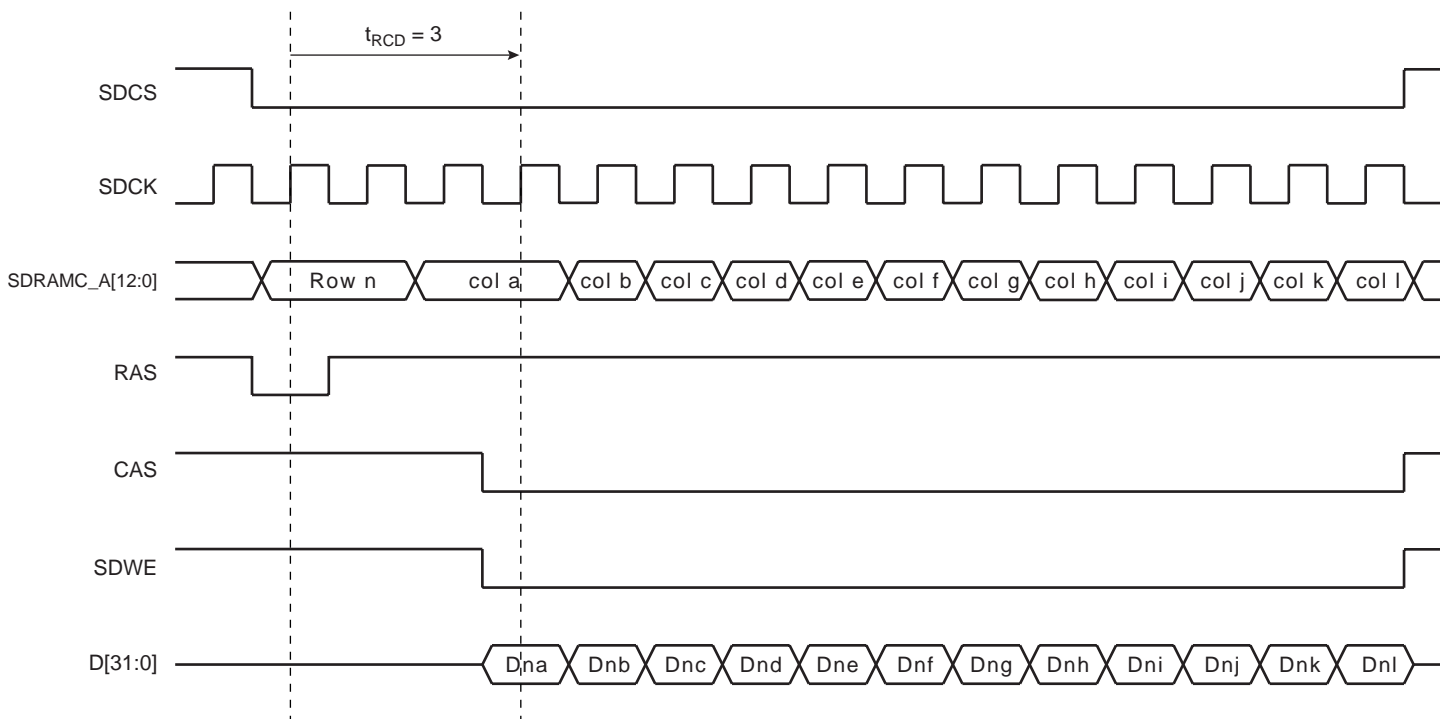 tRCD = 3
SDCS
SDCK
SDRAMC_A[12:0] Row n col a col b col c col d col e col f col g col h col i col j col k col l
RAS
CAS
SDWE
D[31:0] Dna Dnb Dnc Dnd Dne Dnf Dng Dnh Dni Dnj Dnk Dnl